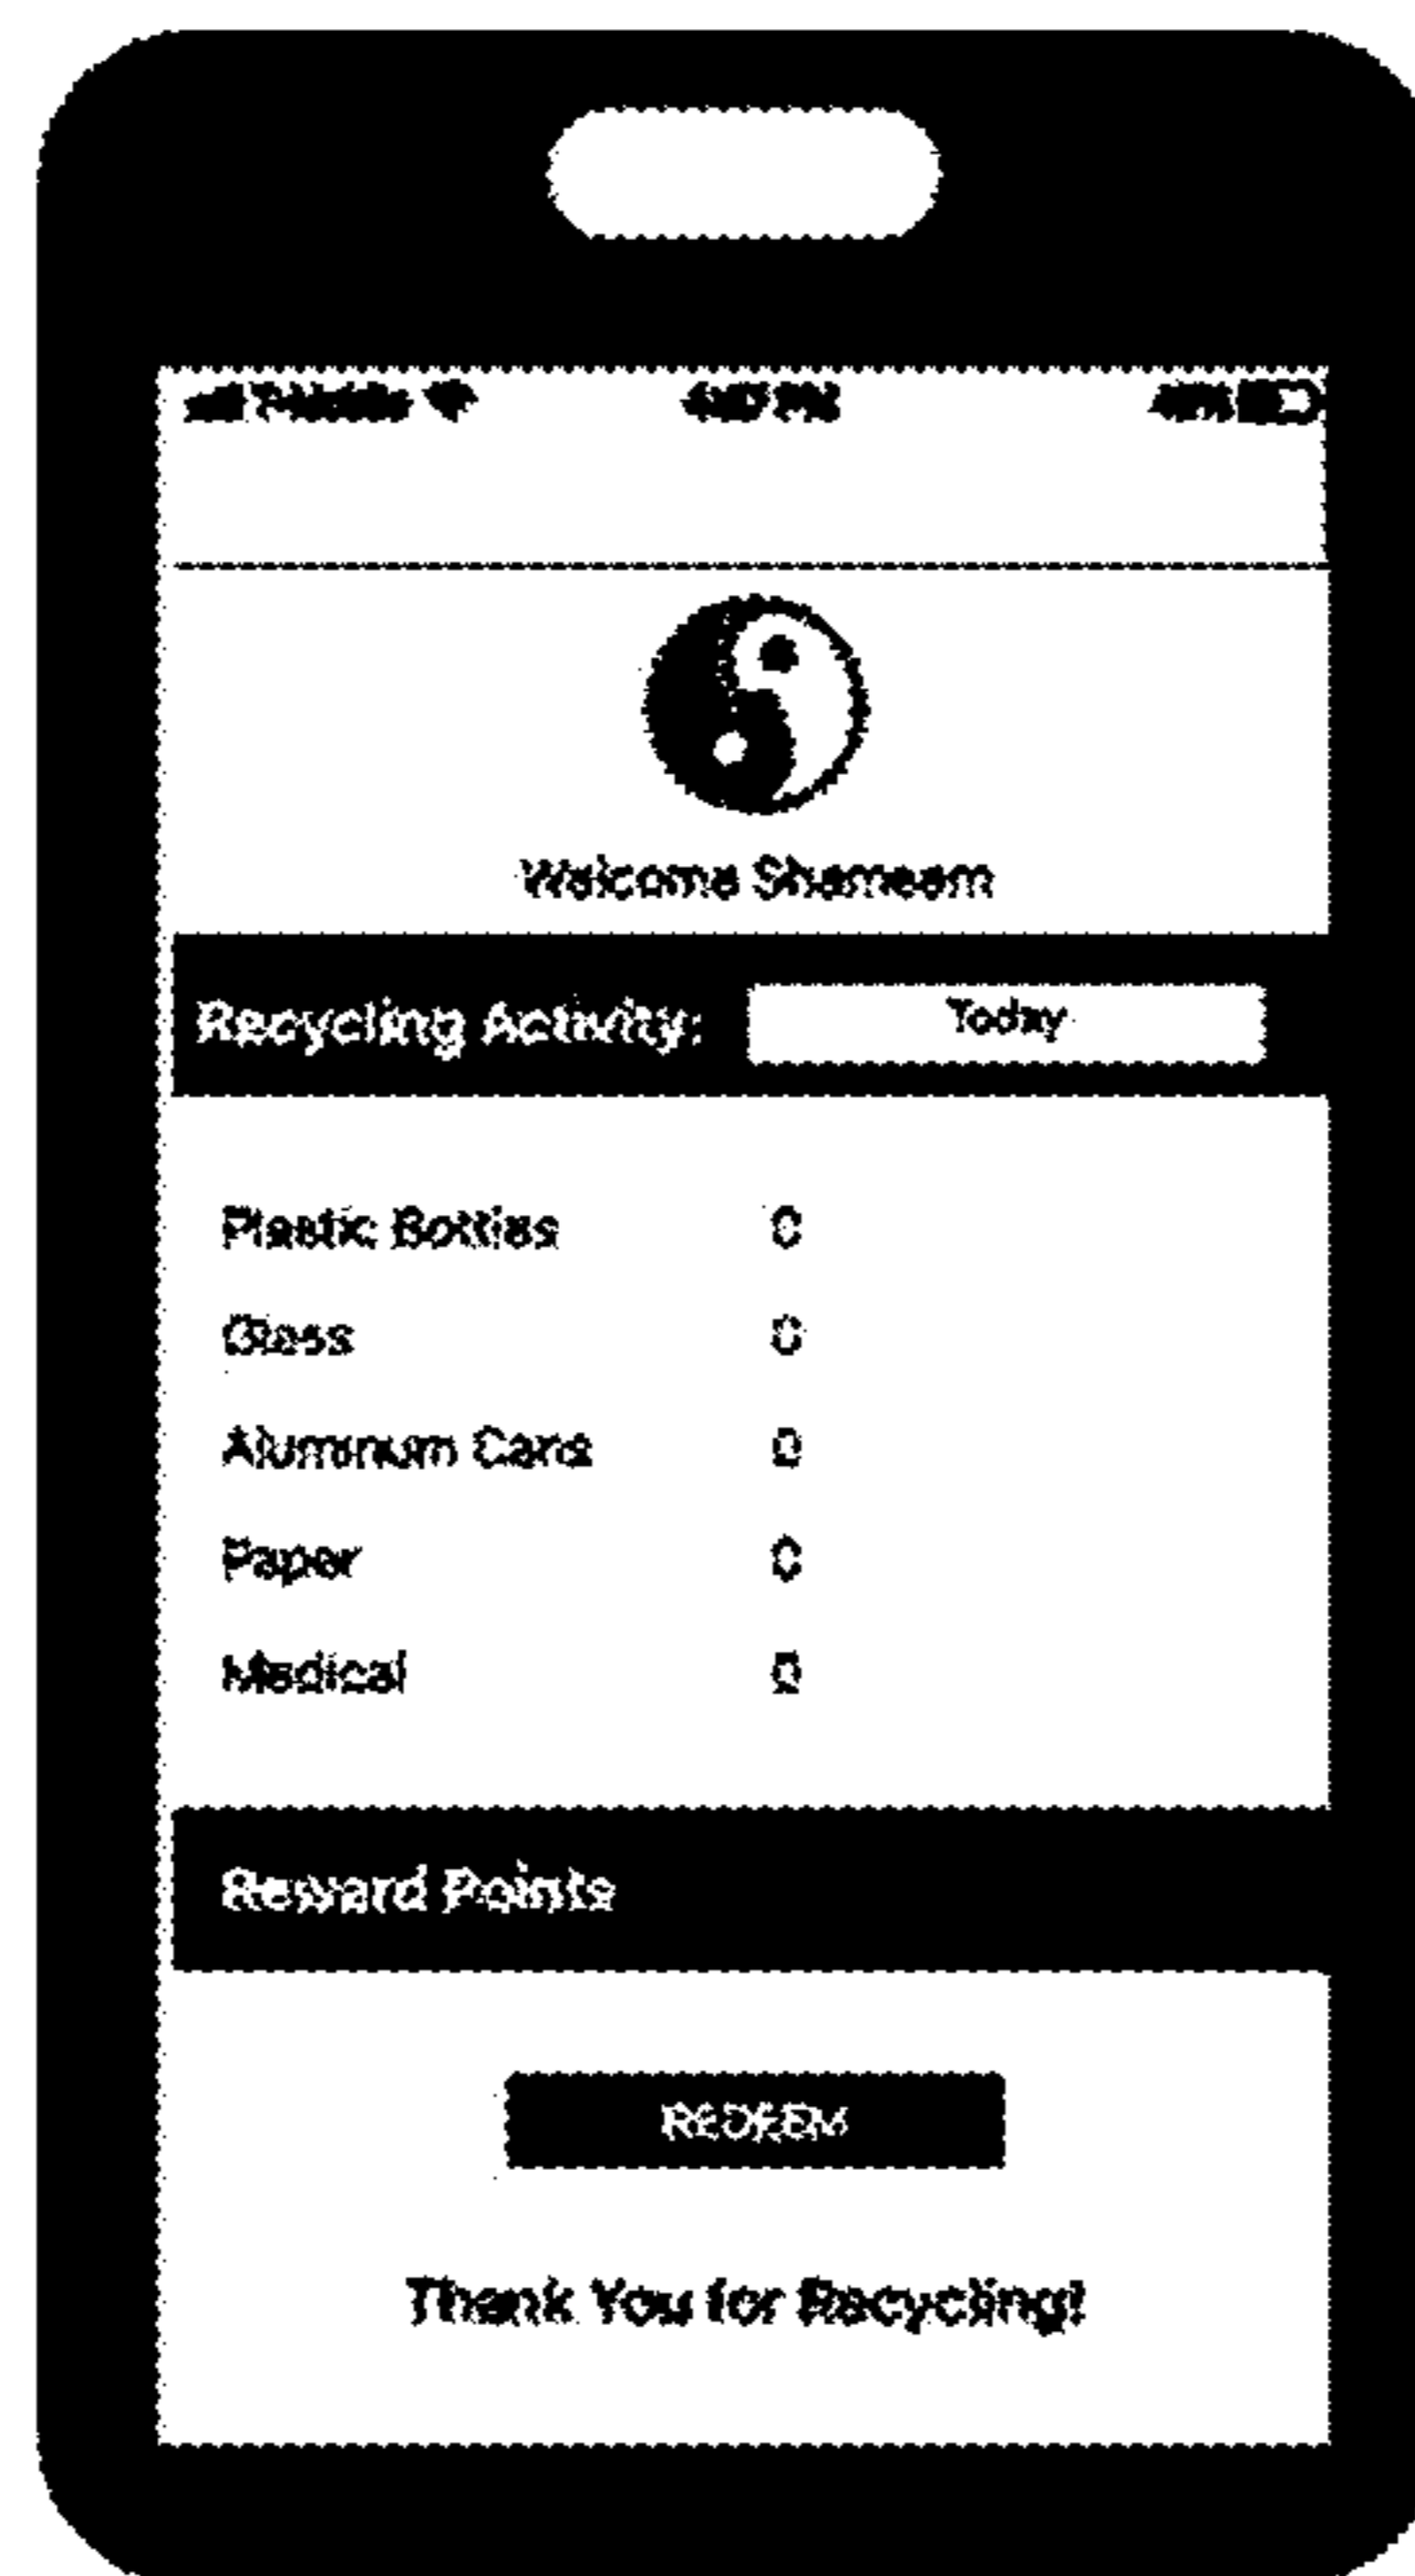 Welcome Shameem
Recycling Activity: Today
Plastic Bottles 0
Glass 0
Aluminum Cans 0
Paper 0
Medical 0
Reward Points
REDEEM
Thank You for Recycling!